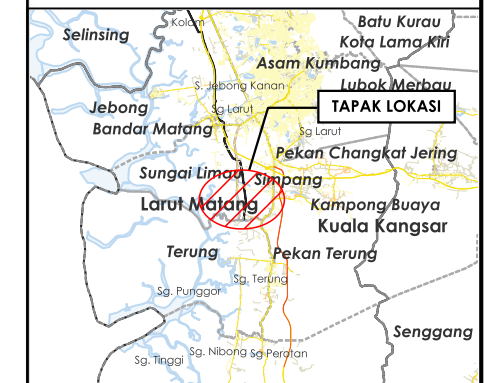 Kolam
Batu Kurau
Selinsing
Kota Lama Kiri
Asam Kumbang
S. Jebong Kanan
Lubok Merbau
Jebong
Sg Larut
TAPAK LOKASI
Bandar Matang
Sg Larut
Pekan Changkat Jering
Sungai Limau
Simpang
Larut Matang
Kampong Buaya
Kuala Kangsar
Terung
Pekan Terung
Sg. Terung
Sg. Punggor
Senggang
Sg. Nibong
Sg Perotan
Sg. Tinggi